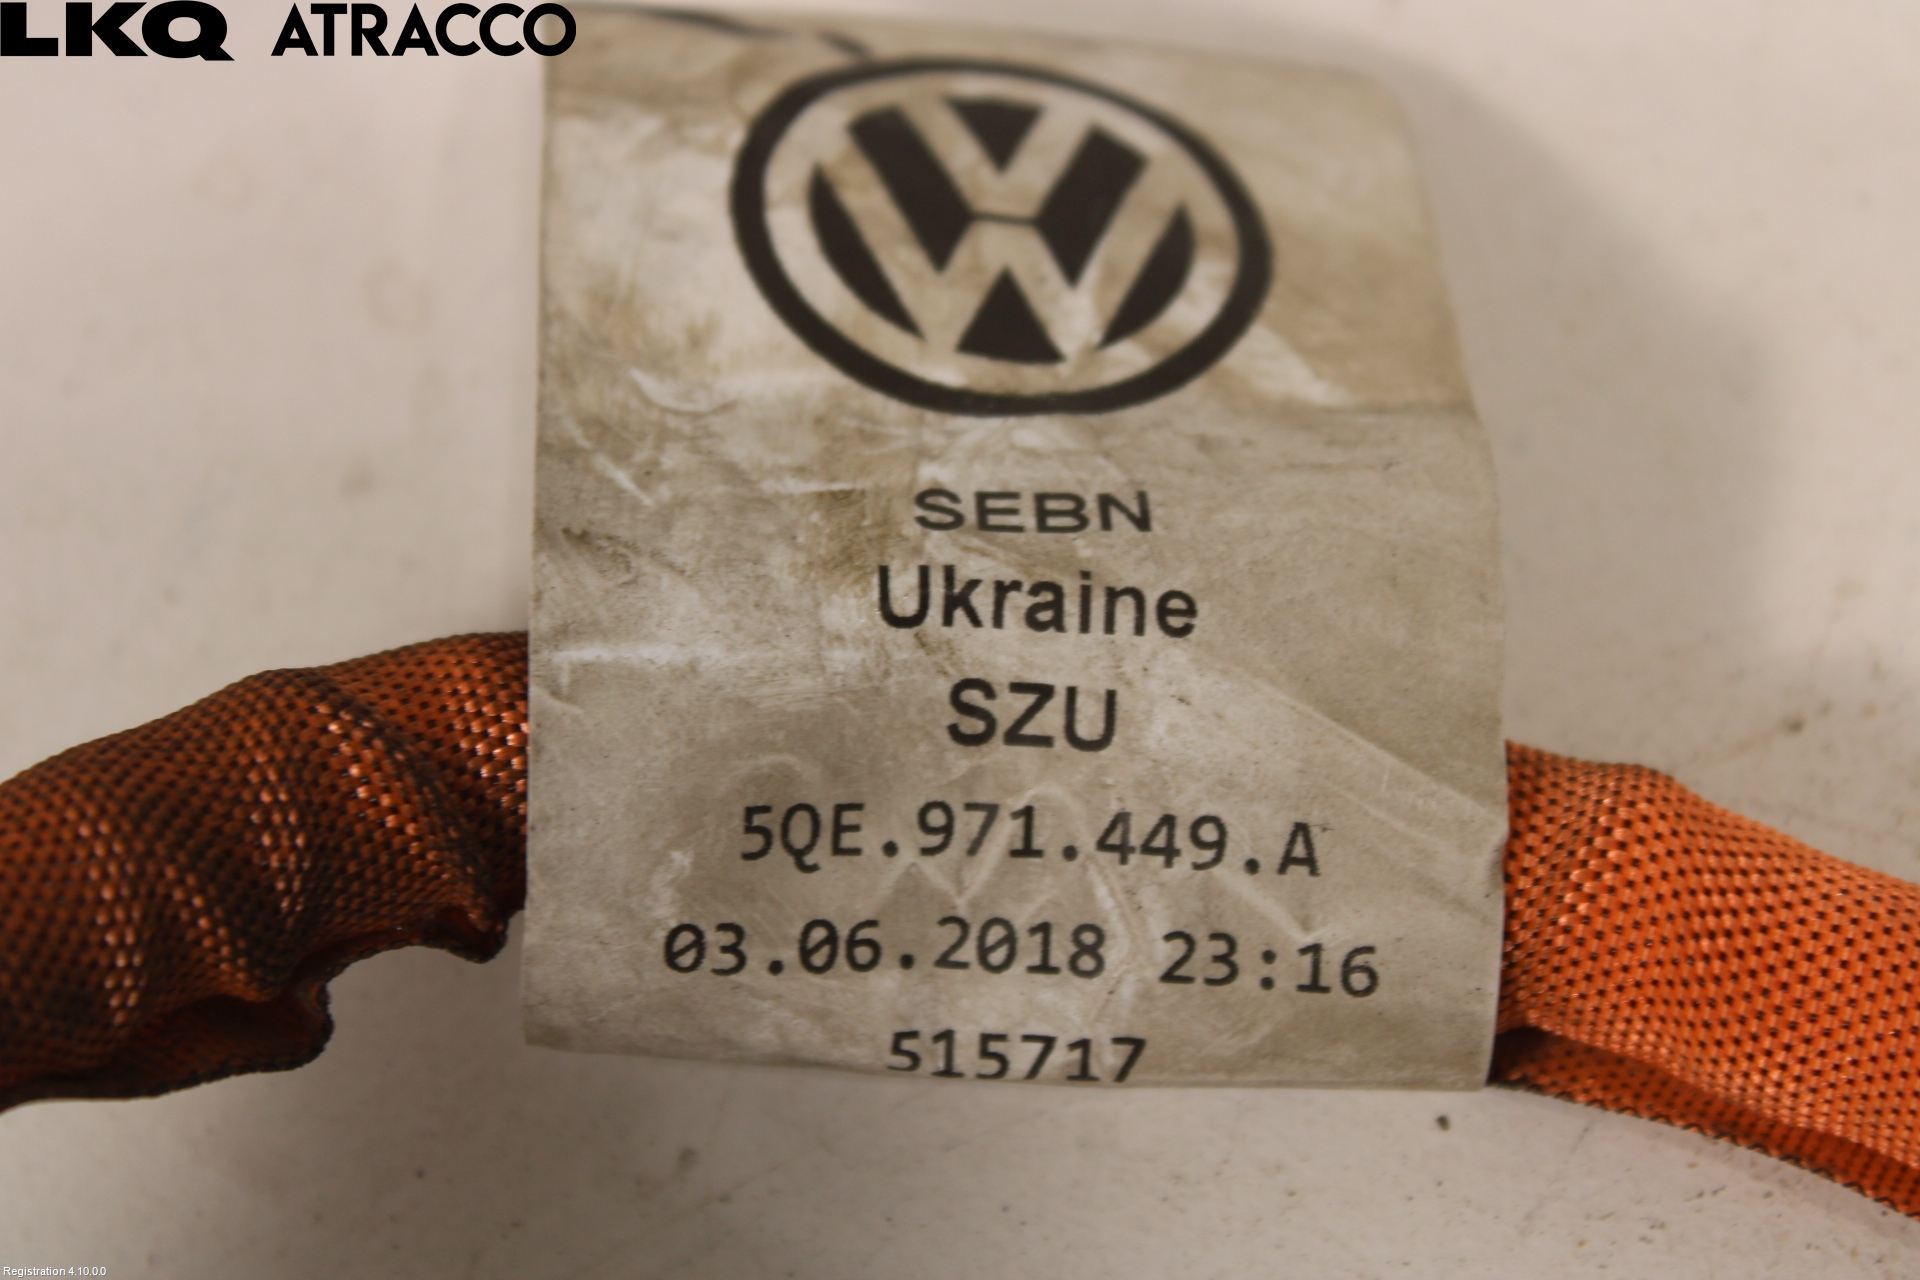 LKQ ATRACCO
SEBN
Ukraine
SZU
5QE.971.449.A
03.06.2018 23:16
515717
Registration 4.10.0.0